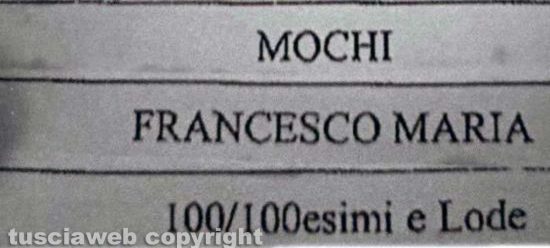 MOCHI
FRANCESCO MARIA
100/100esimi e Lode
tusciaweb copyright